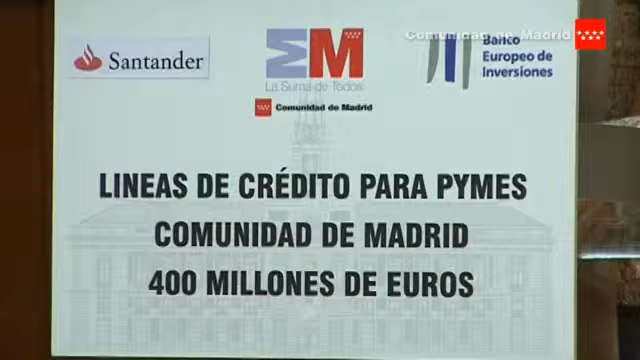 Comunidad de Madrid
Santander
EM
La Suma de Todos
Comunidad de Madrid
Banco
Europeo de
Inversiones
LINEAS DE CRÉDITO PARA PYMES
COMUNIDAD DE MADRID
400 MILLONES DE EUROS